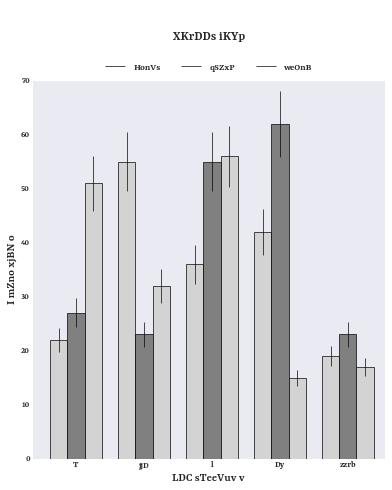 XKrDDs iKYp
HonVs qSZxP weOnB
70
60
50
40
30
20
10
0
I mZno xjBN o
T jjD l Dy zzrb
LDC sTeeVuv v